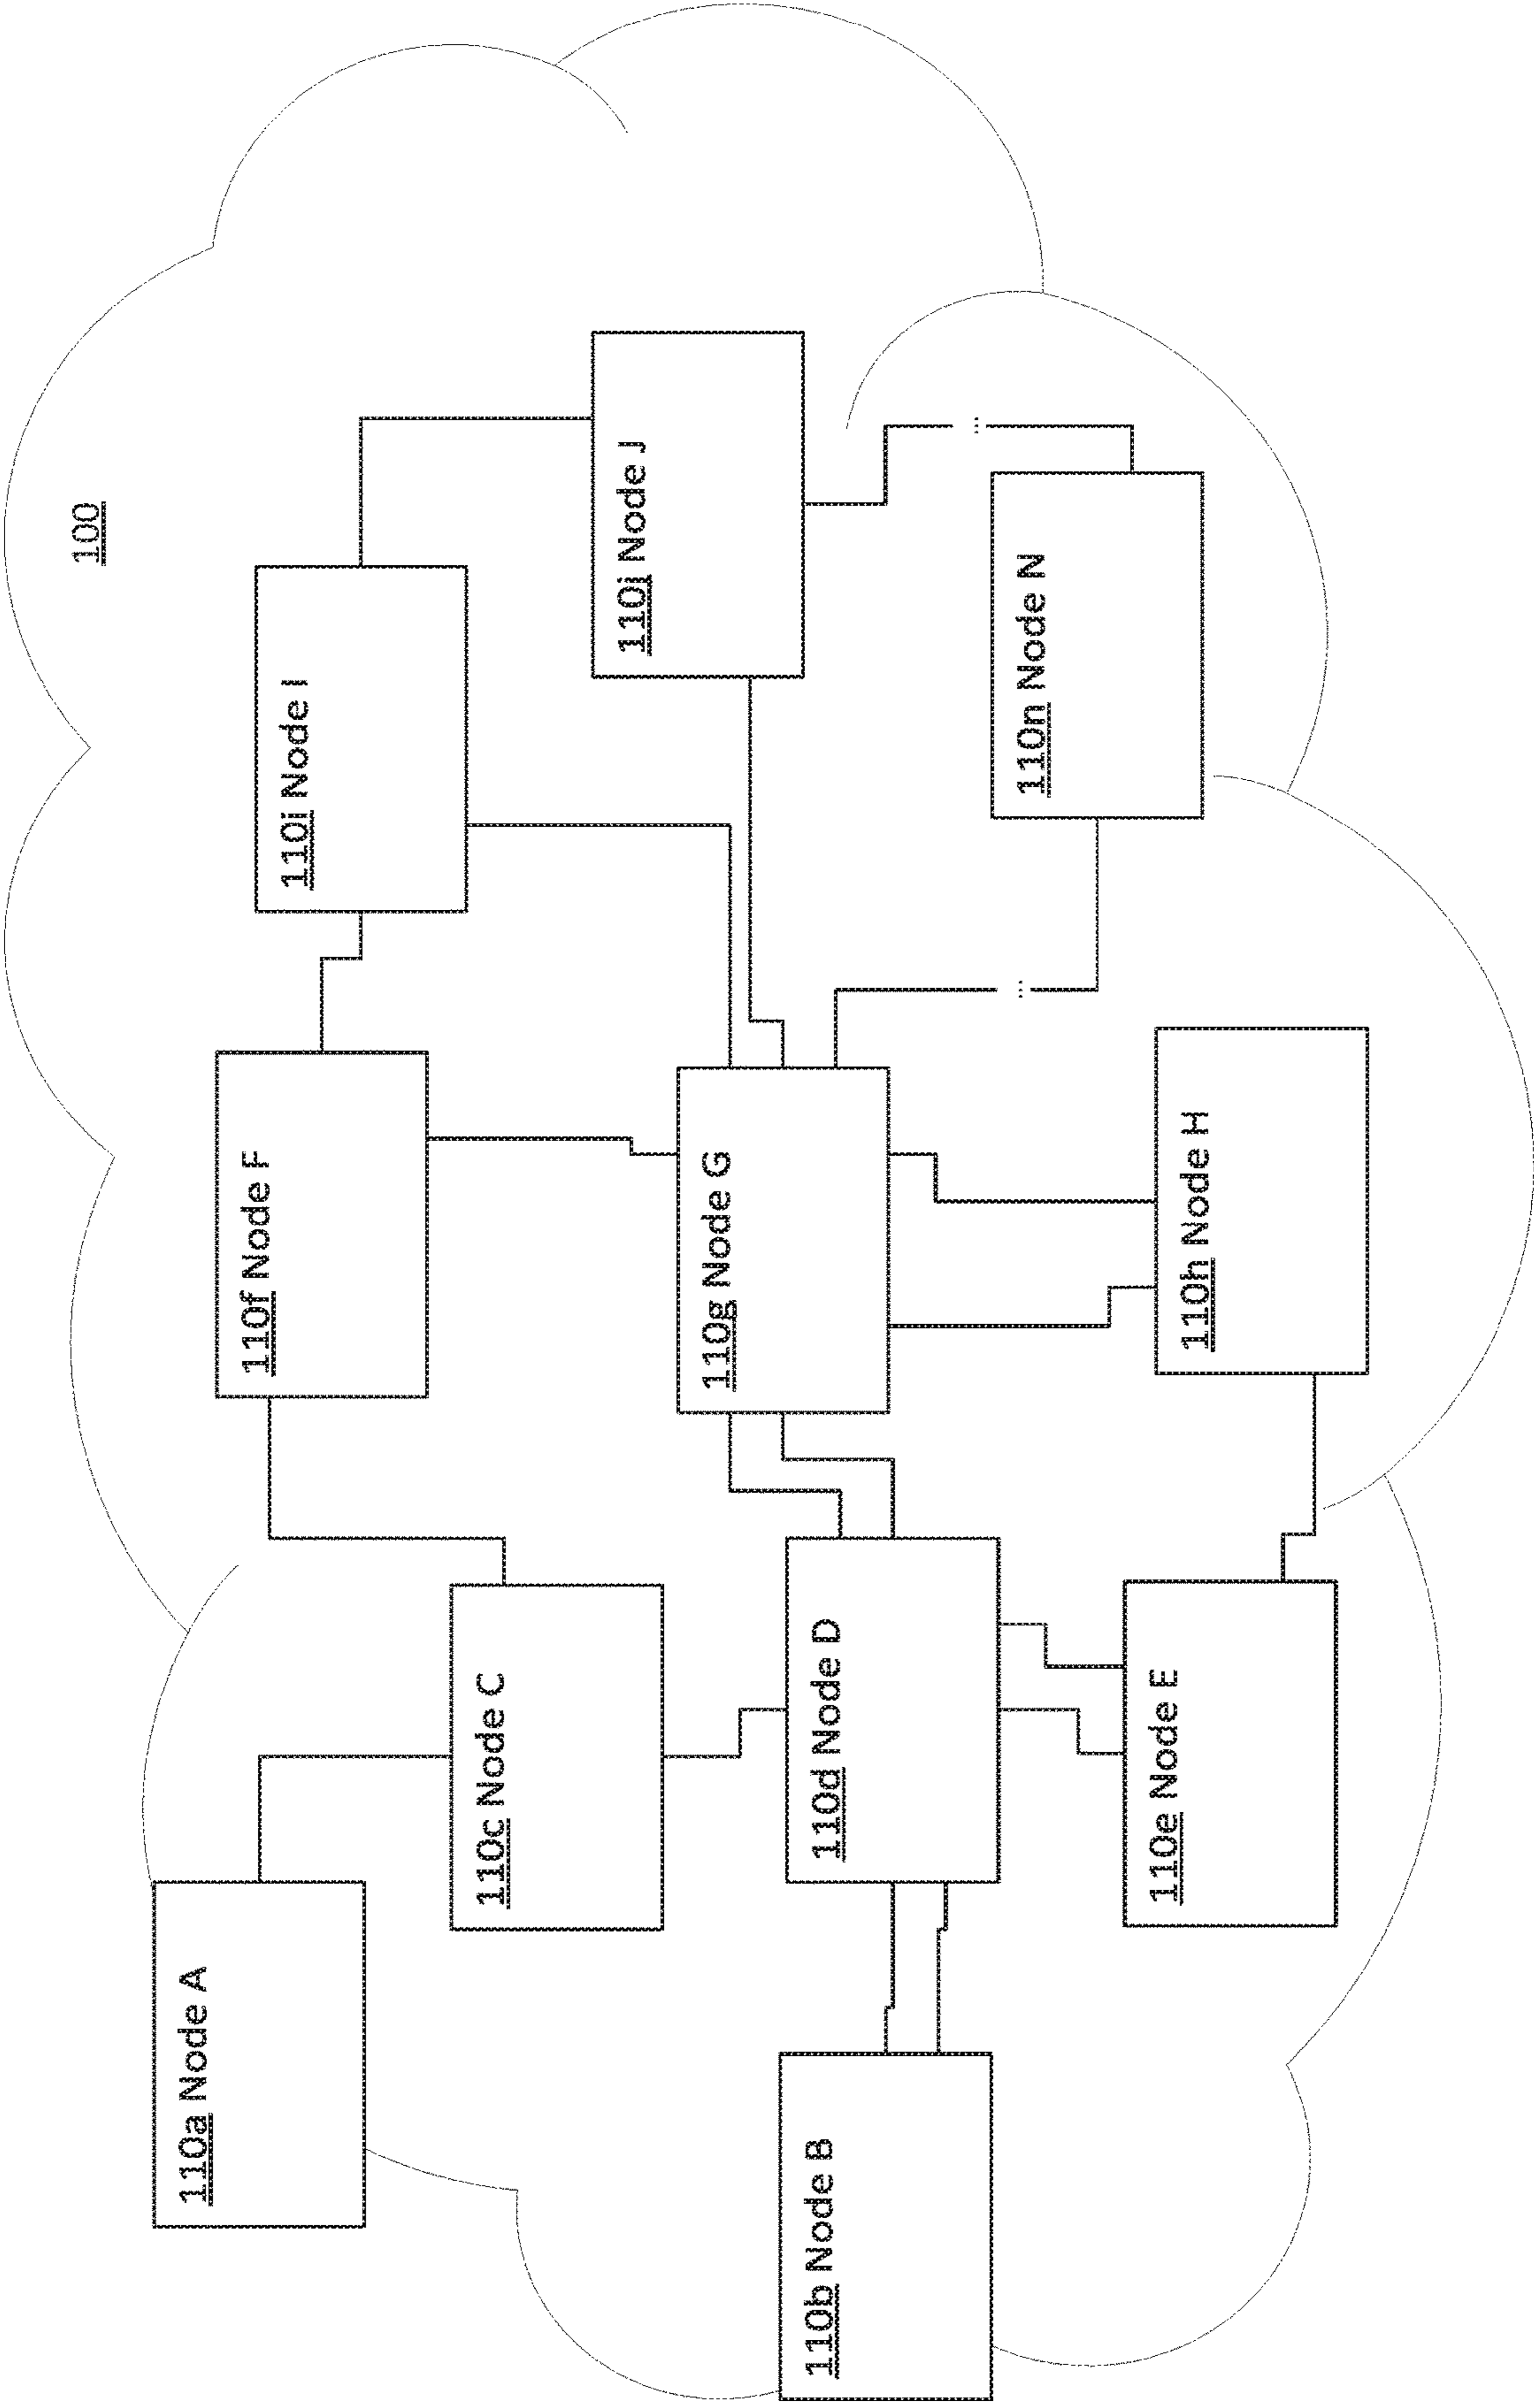 100
110a Node A
110f Node F
110i Node I
110c Node C
110j Node J
110g Node G
110b Node B
110d Node D
110n Node N
110e Node E
110h Node H
...
...